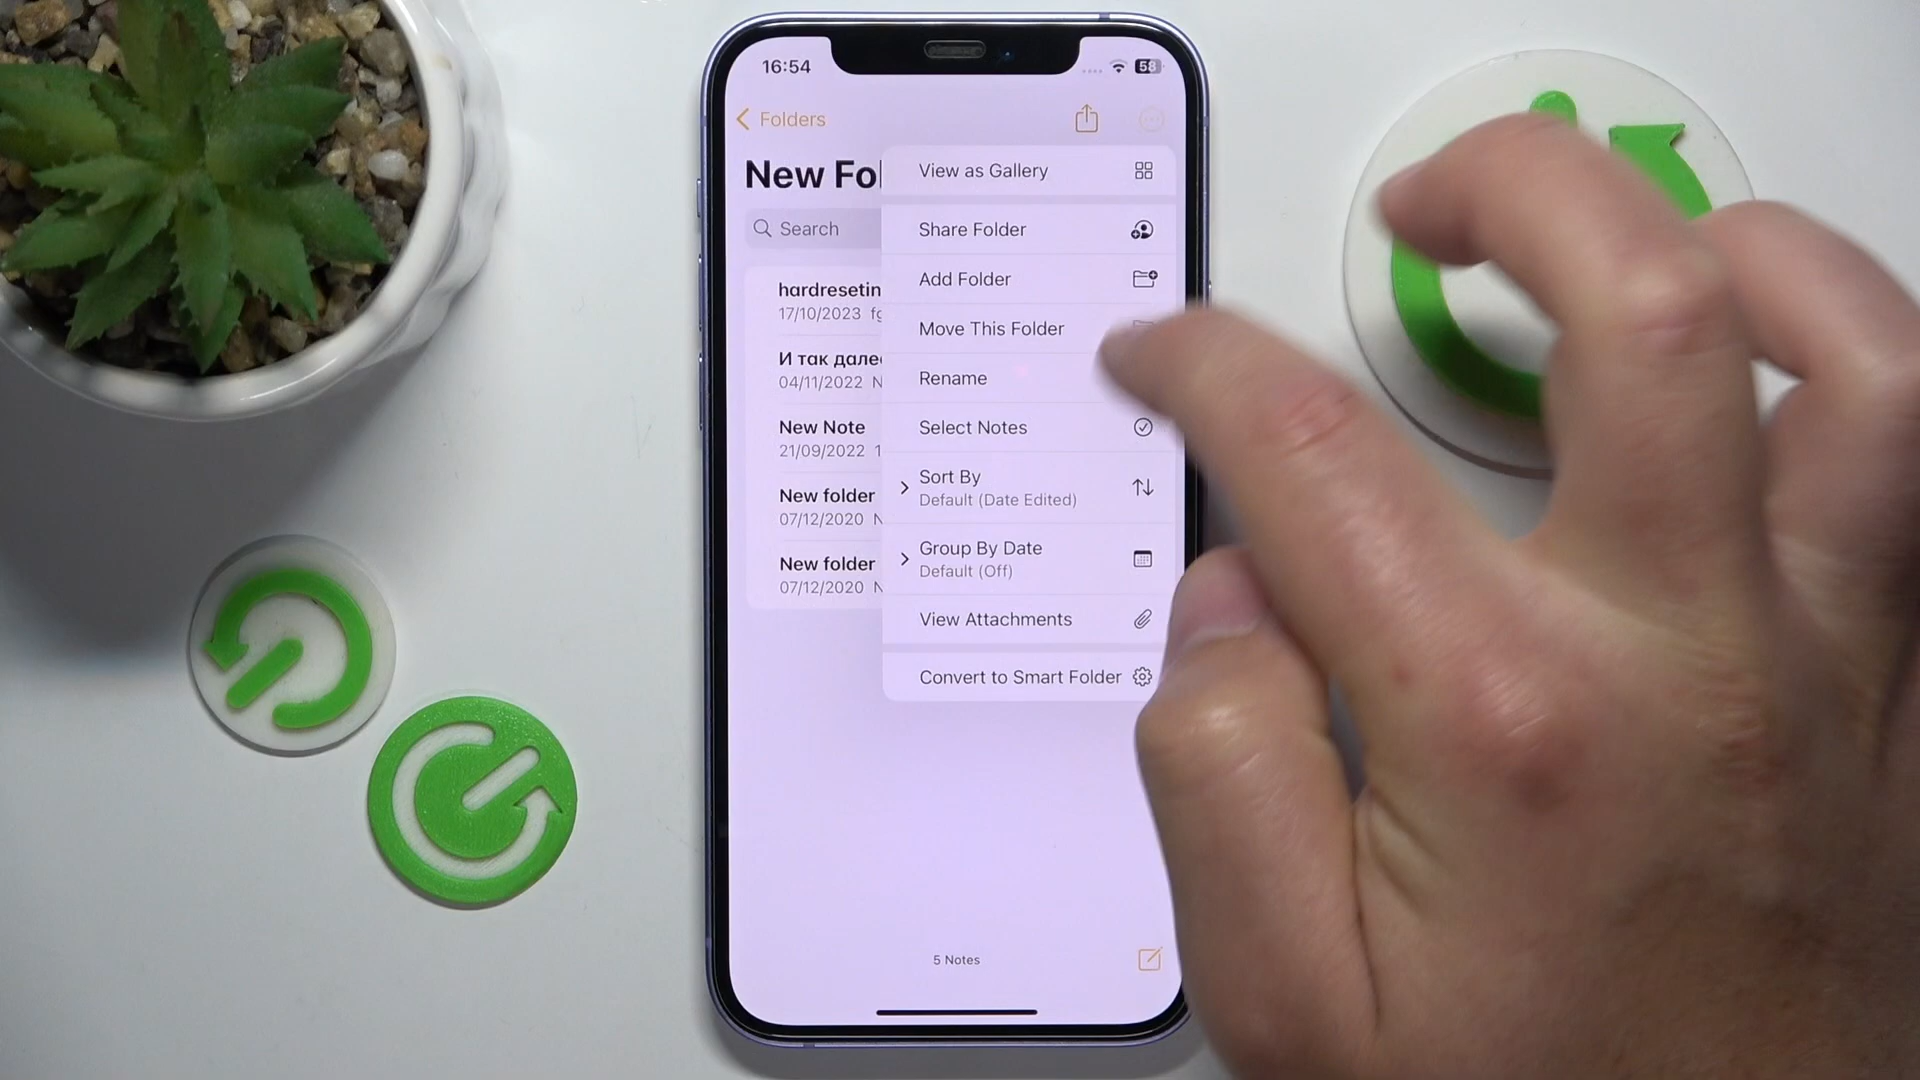 16:54
58
Folders
New Fol
Search
hardresetin
17/10/2023
И так далее
04/11/2022 N
New Note
21/09/2022 1
New folder
07/12/2020 N
New folder
07/12/2020 N
View as Gallery
Share Folder
Add Folder
Move This Folder
Rename
Select Notes
Sort By
Default (Date Edited)
Group By Date
Default (Off)
View Attachments
Convert to Smart Folder
5 Notes